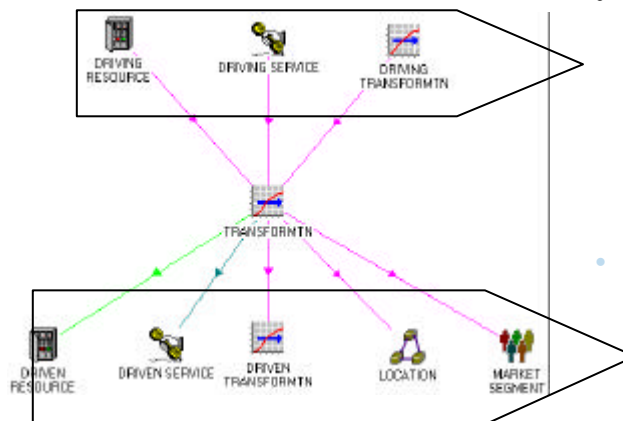 DRIVING
RESOURCE
DRIVING SERVICE
DRIVING
TRANSFORMTN
TRANSFORMTN
DRIVEN
RESOURCE
DRIVEN SERVICE
DRIVEN
TRANSFORMTN
LOCATION
MARKET
SEGMENT